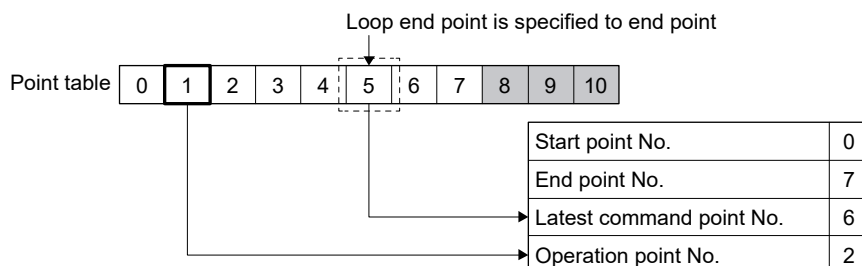 Loop end point is specified to end point
Point table 0 1 2 3 4 5 6 7 8 9 10
Start point No. 0
End point No. 7
Latest command point No. 6
Operation point No. 2